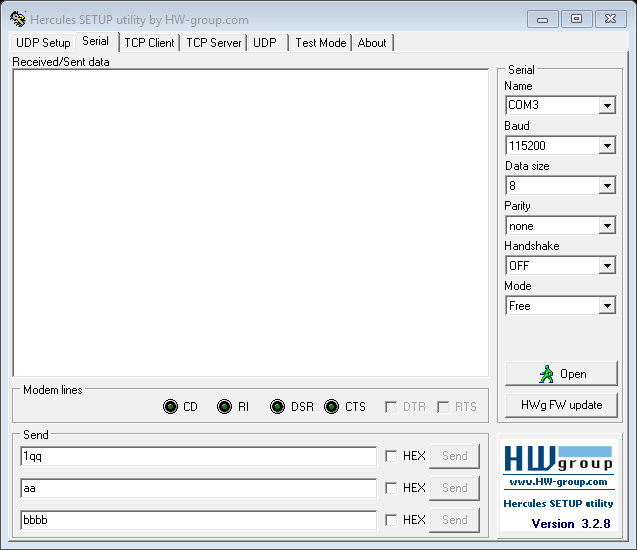 Hercules SETUP utility by HW-group.com
UDP Setup Serial TCP Client TCP Server UDP Test Mode About
Received/Sent data
Serial
Name
COM3
Baud
115200
Data size
8
Parity
none
Handshake
OFF
Mode
Free
Open
HWg FW update
Modem lines
CD RI DSR CTS DTR RTS
Send
1qq HEX Send
aa HEX Send
bbbb HEX Send
HW group
www.HW-group.com
Hercules SETUP utility
Version 3.2.8